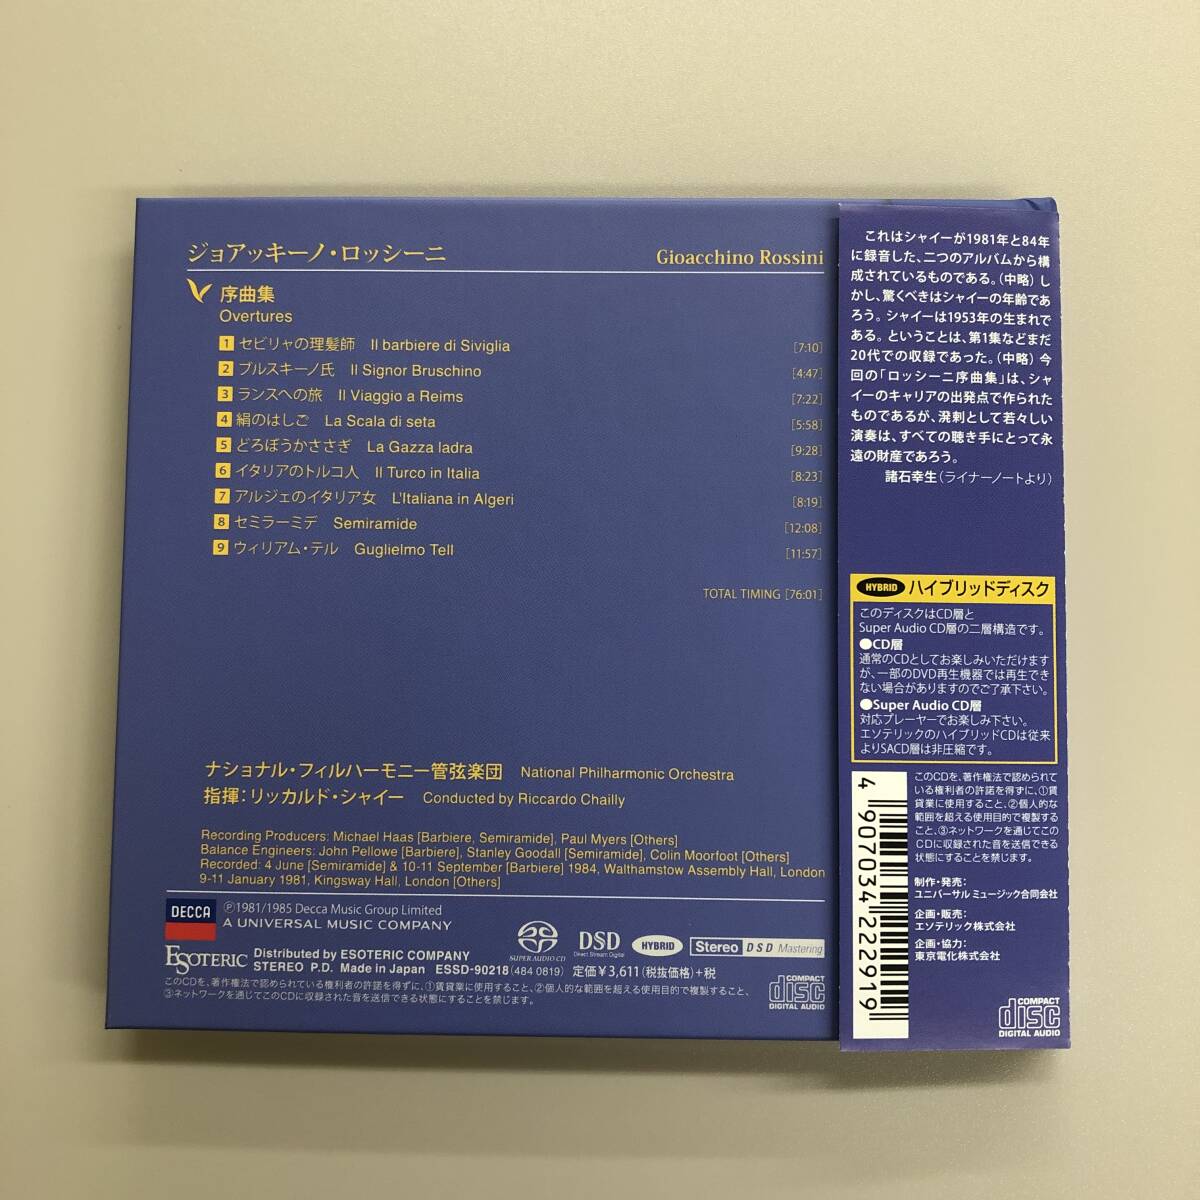 ジョアッキーノ・ロッシーニ Gioacchino Rossini
序曲集
Overtures
1 セビリャの理髪師 Il barbiere di Siviglia [7:10]
2 ブルスキーノ氏 Il Signor Bruschino [4:47]
3 ランスへの旅 Il Viaggio a Reims [7:22]
4 絹のはしご La Scala di seta [5:58]
5 どろぼうかささぎ La Gazza ladra [9:28]
6 イタリアのトルコ人 Il Turco in Italia [8:23]
7 アルジェのイタリア女 L'Italiana in Algeri [8:19]
8 セミラーミデ Semiramide [12:08]
9 ウィリアム・テル Guglielmo Tell [11:57]
TOTAL TIMING [76:01]
ナショナル・フィルハーモニー管弦楽団 National Philharmonic Orchestra
指揮:リッカルド・シャイー Conducted by Riccardo Chailly
Recording Producers: Michael Haas [Barbiere, Semiramide], Paul Myers [Others]
Balance Engineers: John Pellowe [Barbiere], Stanley Goodall [Semiramide], Colin Moorfoot [Others]
Recorded: 4 June [Semiramide] & 10-11 September [Barbiere] 1984, Walthamstow Assembly Hall, London
9-11 January 1981, Kingsway Hall, London [Others]
DECCA
℗1981/1985 Decca Music Group Limited
A UNIVERSAL MUSIC COMPANY
SUPER AUDIO CD
DSD
Direct Stream Digital
HYBRID
Stereo DSD Mastering
ESOTERIC
Distributed by ESOTERIC COMPANY
STEREO P.D. Made in Japan ESSD-90218 (484 0819) 定価¥3,611(税抜価格)+税
このCDを、著作権法で認められている権利者の許諾を得ずに、①賃貸業に使用すること、②個人的な範囲を超える使用目的で複製すること、
③ネットワークを通じてこのCDに収録された音を送信できる状態にすることを禁じます。
COMPACT
disc
DIGITAL AUDIO
これはシャイーが1981年と84年
に録音した、二つのアルバムから構
成されているものである。(中略)し
かし、驚くべきはシャイーの年齢であ
ろう。シャイーは1953年の生まれで
ある。ということは、第1集などまだ
20代での収録であった。(中略)今
回の「ロッシーニ序曲集」は、シャ
イーのキャリアの出発点で作られた
ものであるが、溌剌として若々しい
演奏は、すべての聴き手にとって永
遠の財産であろう。
諸石幸生(ライナーノートより)
HYBRID ハイブリッドディスク
このディスクはCD層と
Super Audio CD層の二層構造です。
●CD層
通常のCDとしてお楽しみいただけます
が、一部のDVD再生機器では再生でき
ない場合がありますのでご了承下さい。
●Super Audio CD層
対応プレーヤーでお楽しみ下さい。
エソテリックのハイブリッドCDは従来
よりSACD層は非圧縮です。
4 907034 222919
このCDを、著作権法で認められて
いる権利者の許諾を得ずに、①賃
貸業に使用すること、②個人的な
範囲を超える使用目的で複製するこ
と、③ネットワークを通じてこの
CDに収録された音を送信できる
状態にすることを禁じます。
制作・発売:
ユニバーサル ミュージック合同会社
企画・販売:
エソテリック株式会社
企画・協力:
東京電化株式会社
COMPACT
disc
DIGITAL AUDIO